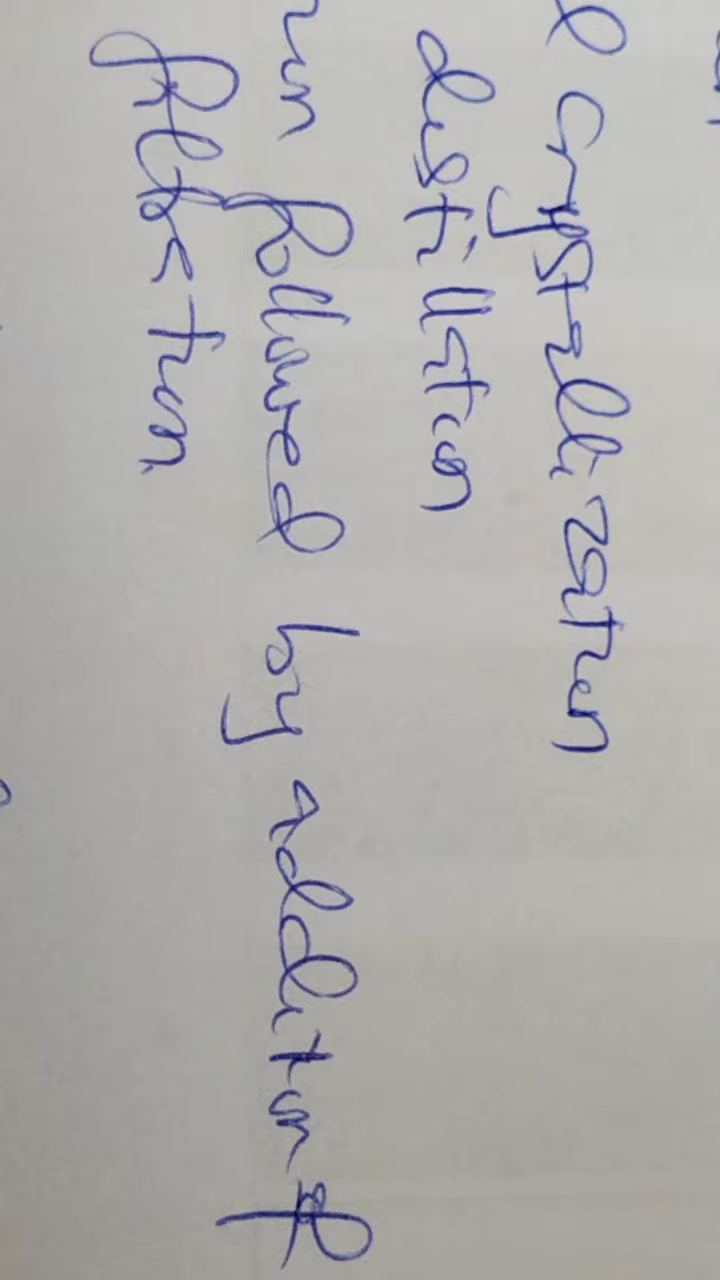 crystallization
distillation
followed by addition of
filtration